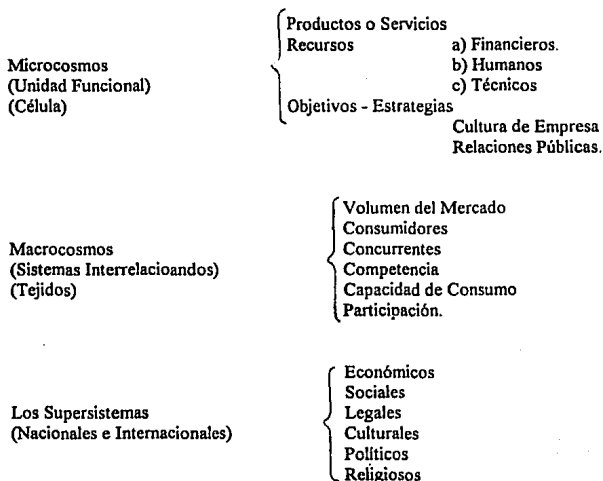 Productos o Servicios
Recursos a) Financieros.
Microcosmos b) Humanos
(Unidad Funcional) c) Técnicos
(Célula) Objetivos - Estrategias
Cultura de Empresa
Relaciones Públicas.
Volumen del Mercado
Consumidores
Macrocosmos Concurrentes
(Sistemas Interrelacioandos) Competencia
(Tejidos) Capacidad de Consumo
Participación.
Económicos
Sociales
Los Supersistemas Legales
(Nacionales e Internacionales) Culturales
Políticos
Religiosos